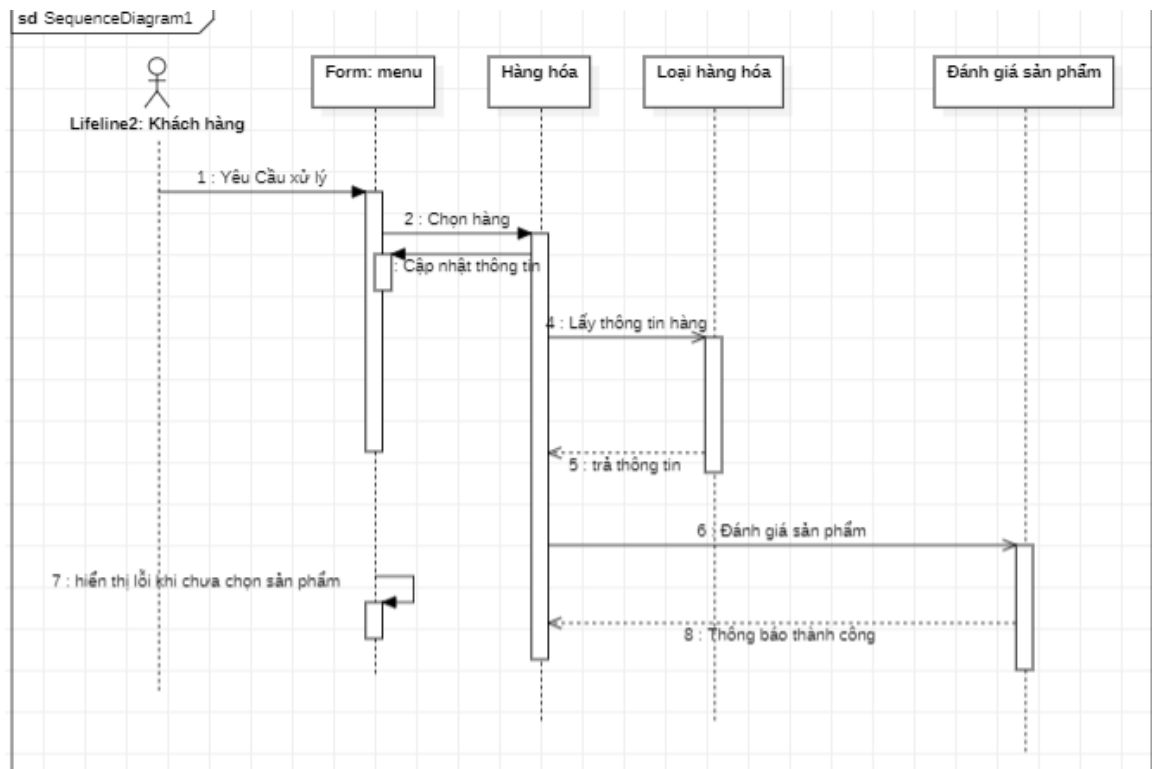 sd SequenceDiagram1
Form: menu
Hàng hóa
Loại hàng hóa
Đánh giá sản phẩm
Lifeline2: Khách hàng
1 : Yêu Cầu xử lý
2 : Chọn hàng
: Cập nhật thông tin
4 : Lấy thông tin hàng
5 : trả thông tin
6 : Đánh giá sản phẩm
7 : hiển thị lỗi khi chưa chọn sản phẩm
8 : Thông báo thành công